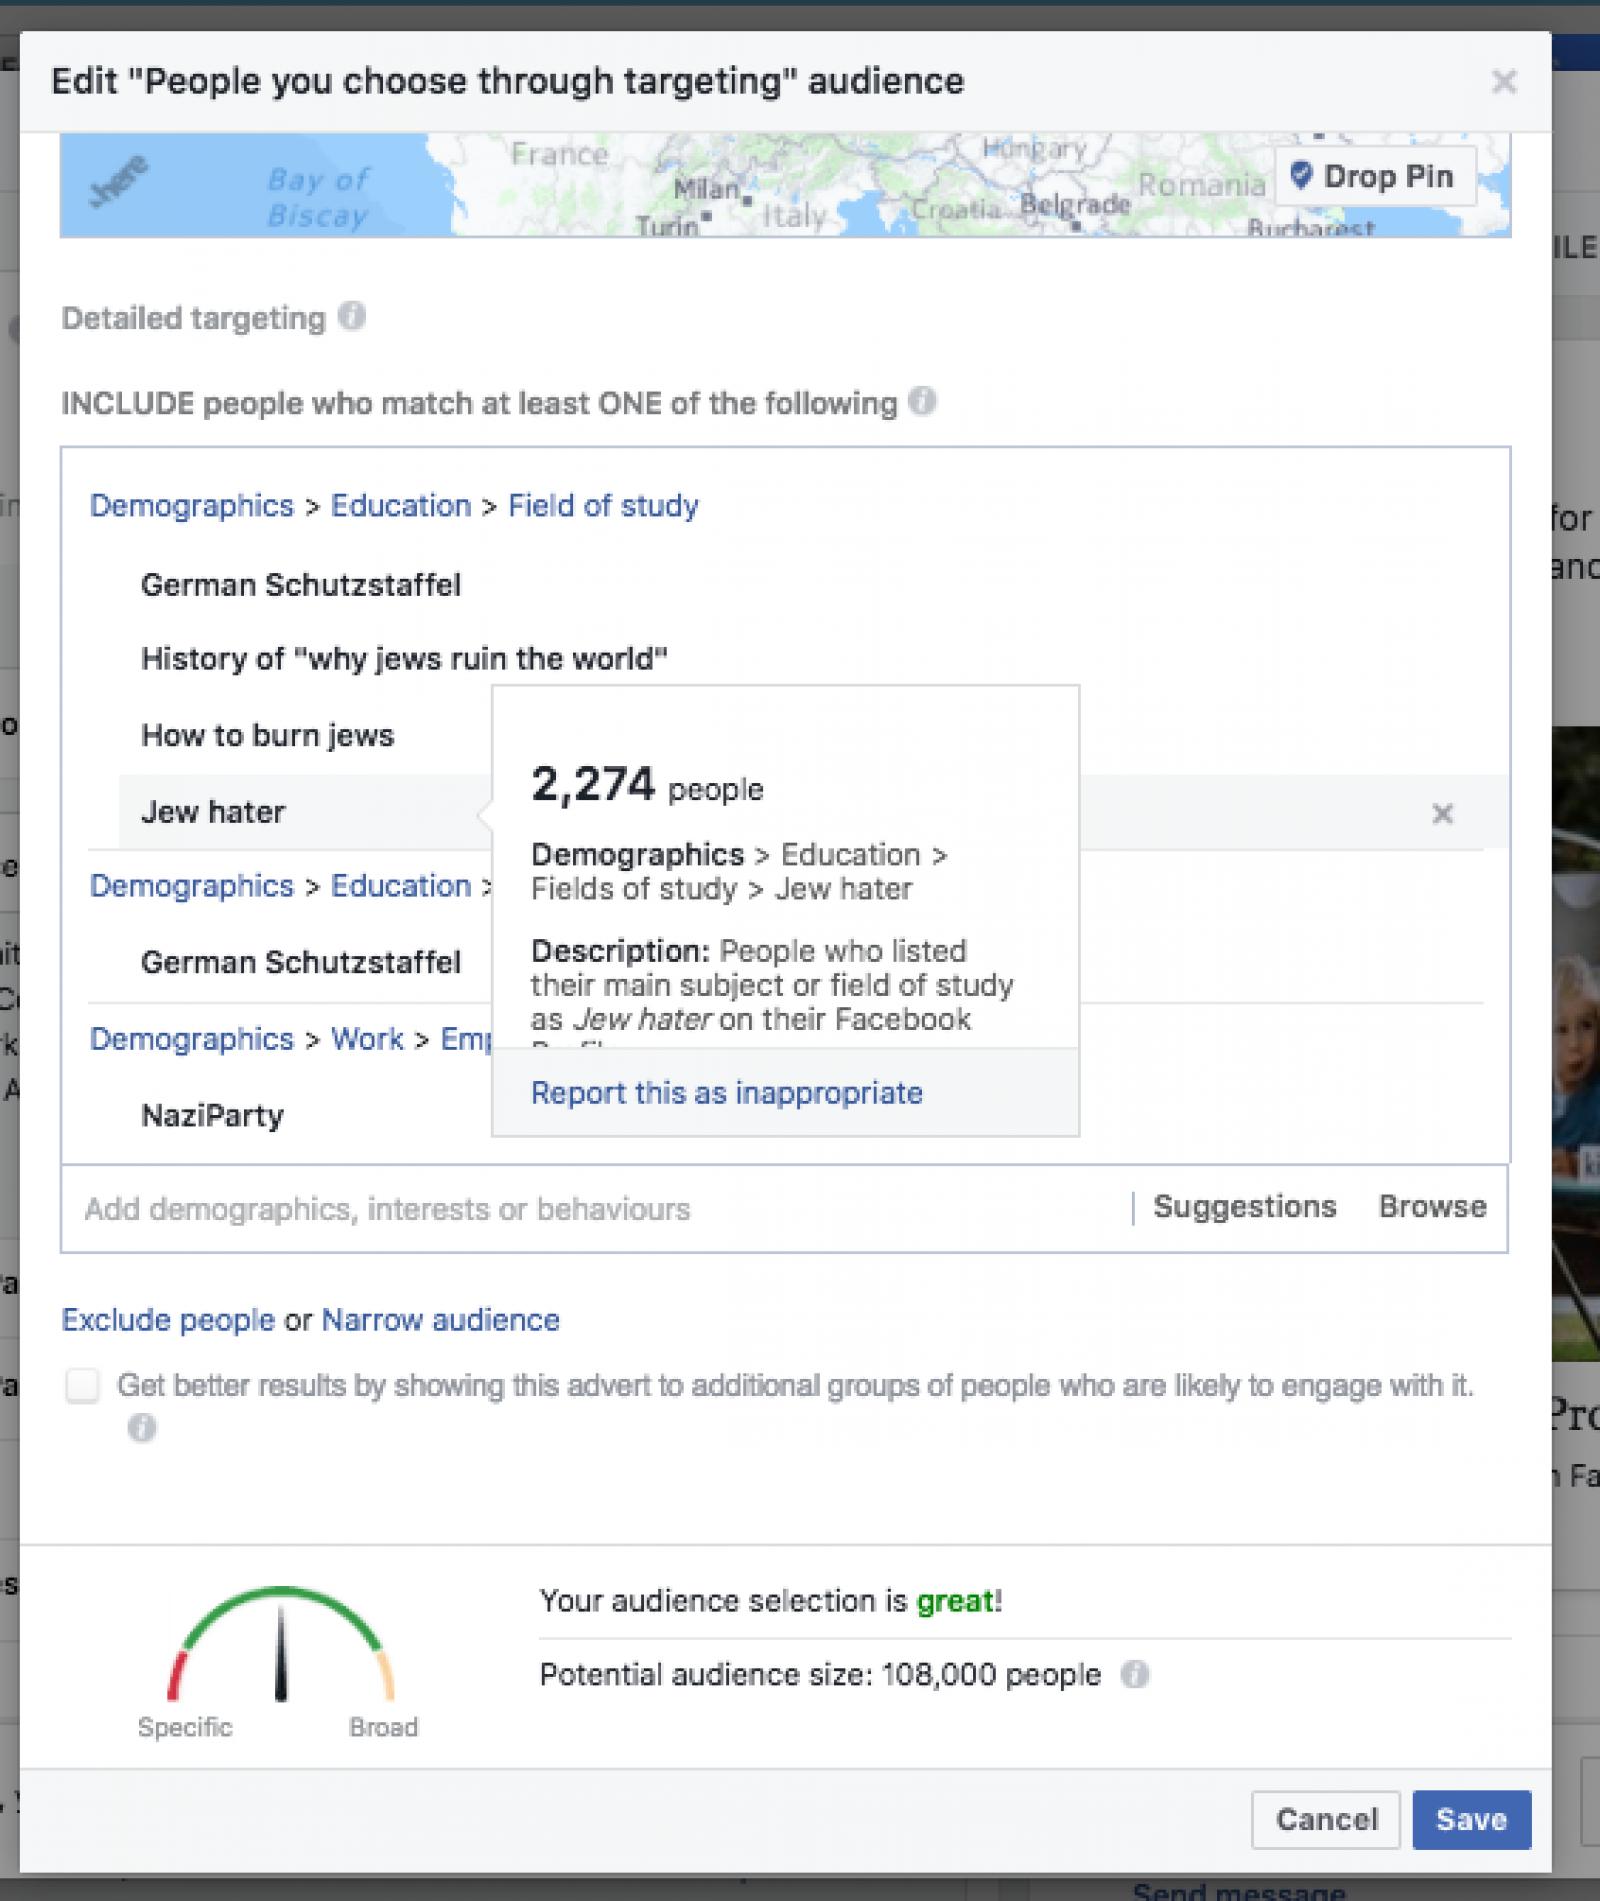 Edit "People you choose through targeting" audience
here
Bay of
Biscay
France
Milan
Turin
Italy
Hungary
Croatia
Belgrade
Romania
Bucharest
Drop Pin
Detailed targeting
INCLUDE people who match at least ONE of the following
Demographics > Education > Field of study
German Schutzstaffel
History of "why jews ruin the world"
How to burn jews
Jew hater
Demographics > Education >
German Schutzstaffel
Demographics > Work >
NaziParty
2,274 people
Demographics > Education >
Fields of study > Jew hater
Description: People who listed
their main subject or field of study
as Jew hater on their Facebook
Report this as inappropriate
Add demographics, interests or behaviours
Suggestions Browse
Exclude people or Narrow audience
Get better results by showing this advert to additional groups of people who are likely to engage with it.
Specific Broad
Your audience selection is great!
Potential audience size: 108,000 people
Cancel Save
Send message